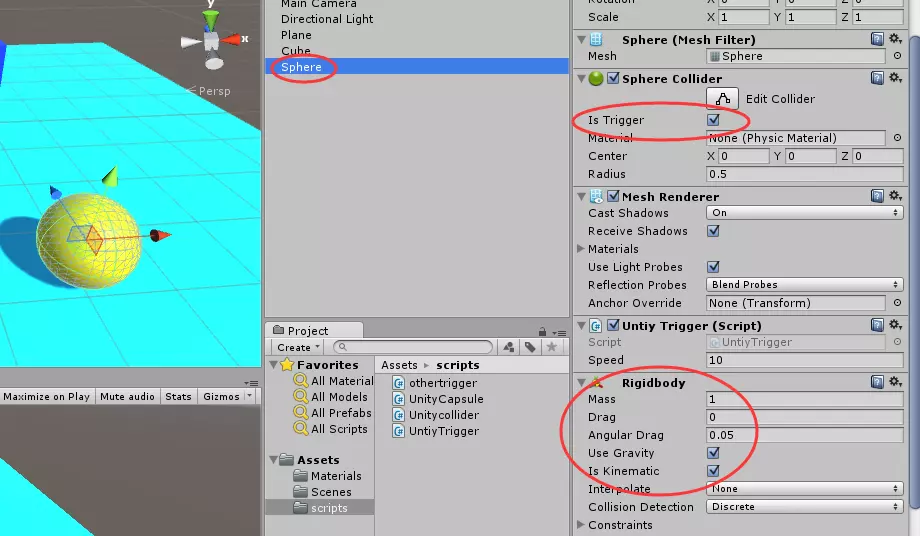 y
x
Persp
Maximize on Play Mute audio Stats Gizmos
Main Camera
Directional Light
Plane
Cube
Sphere
Project
Create
Favorites
All Material
All Models
All Prefabs
All Scripts
Assets
Materials
Scenes
scripts
Assets scripts
othertrigger
UnityCapsule
Unitycollider
UntiyTrigger
Rotation X 0 Y 0 Z 0
Scale X 1 Y 1 Z 1
Sphere (Mesh Filter)
Mesh Sphere
Sphere Collider
Edit Collider
Is Trigger
Material None (Physic Material)
Center X 0 Y 0 Z 0
Radius 0.5
Mesh Renderer
Cast Shadows On
Receive Shadows
Materials
Use Light Probes
Reflection Probes Blend Probes
Anchor Override None (Transform)
Untiy Trigger (Script)
Script UntiyTrigger
Speed 10
Rigidbody
Mass 1
Drag 0
Angular Drag 0.05
Use Gravity
Is Kinematic
Interpolate None
Collision Detection Discrete
Constraints